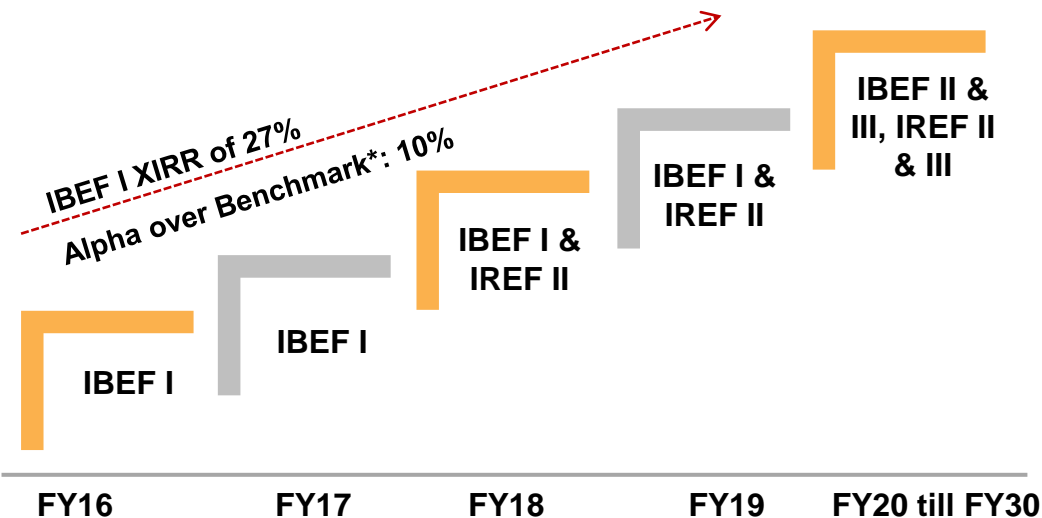 IBEF I XIRR of 27%
Alpha over Benchmark*: 10%
IBEF I
IBEF I
IBEF I &
IREF II
IBEF I &
IREF II
IBEF II &
III, IREF II
& III
FY16
FY17
FY18
FY19
FY20 till FY30